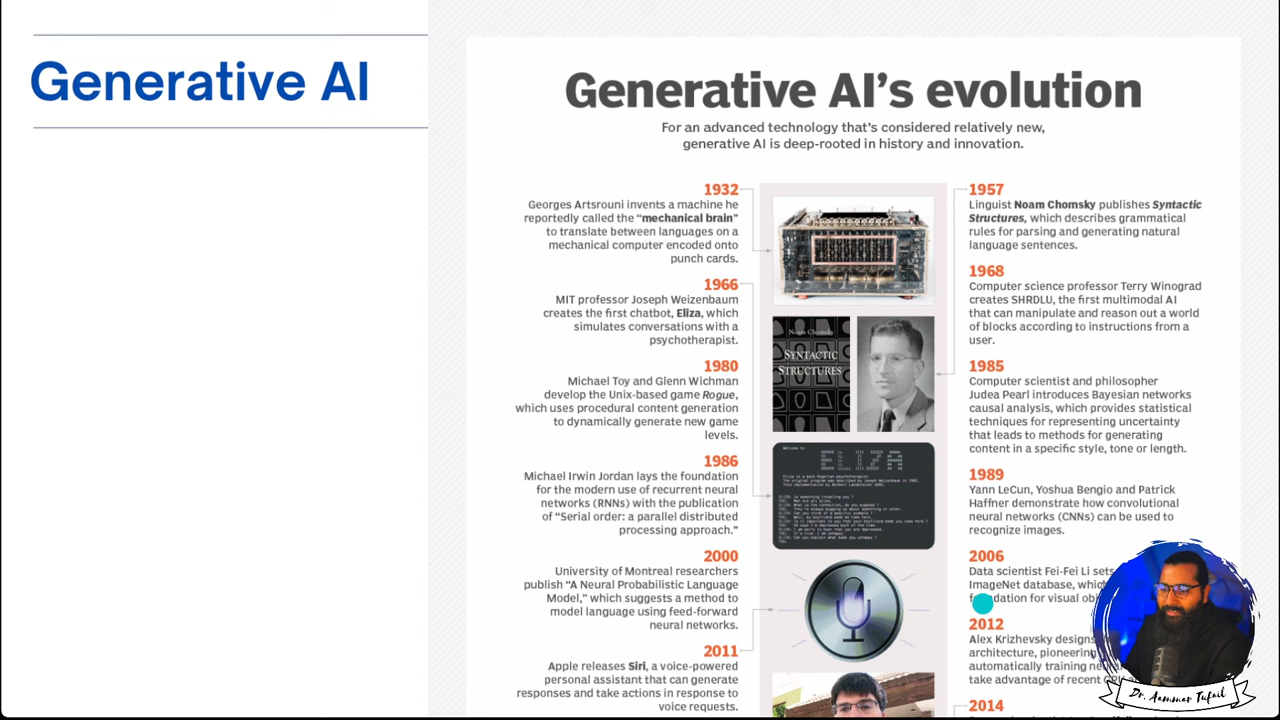 Generative AI
Generative AI's evolution
For an advanced technology that's considered relatively new,
generative AI is deep-rooted in history and innovation.
1932
Georges Artsrouni invents a machine he
reportedly called the "mechanical brain"
to translate between languages on a
mechanical computer encoded onto
punch cards.
1966
MIT professor Joseph Weizenbaum
creates the first chatbot, Eliza, which
simulates conversations with a
psychotherapist.
1980
Michael Toy and Glenn Wichman
develop the Unix-based game Rogue,
which uses procedural content generation
to dynamically generate new game
levels.
1986
Michael Irwin Jordan lays the foundation
for the modern use of recurrent neural
networks (RNNs) with the publication
of "Serial order: a parallel distributed
processing approach."
2000
University of Montreal researchers
publish "A Neural Probabilistic Language
Model," which suggests a method to
model language using feed-forward
neural networks.
2011
Apple releases Siri, a voice-powered
personal assistant that can generate
responses and take actions in response to
voice requests.
Noam Chomsky
SYNTACTIC
STRUCTURES
Welcome to
1957
Linguist Noam Chomsky publishes Syntactic
Structures, which describes grammatical
rules for parsing and generating natural
language sentences.
1968
Computer science professor Terry Winograd
creates SHRDLU, the first multimodal AI
that can manipulate and reason out a world
of blocks according to instructions from a
user.
1985
Computer scientist and philosopher
Judea Pearl introduces Bayesian networks
causal analysis, which provides statistical
techniques for representing uncertainty
that leads to methods for generating
content in a specific style, tone or length.
1989
Yann LeCun, Yoshua Bengio and Patrick
Haffner demonstrate how convolutional
neural networks (CNNs) can be used to
recognize images.
2006
Data scientist Fei-Fei Li sets
ImageNet database, which
for visual
2012
Alex Krizhevsky designs
architecture, pioneering
automatically training
take advantage of recent
2014
Dr. Aammar Tufail